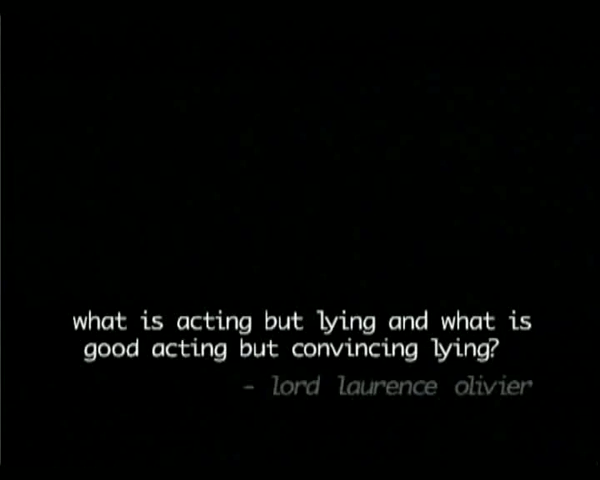 what is acting but lying and what is
good acting but convincing lying?
- lord laurence olivier